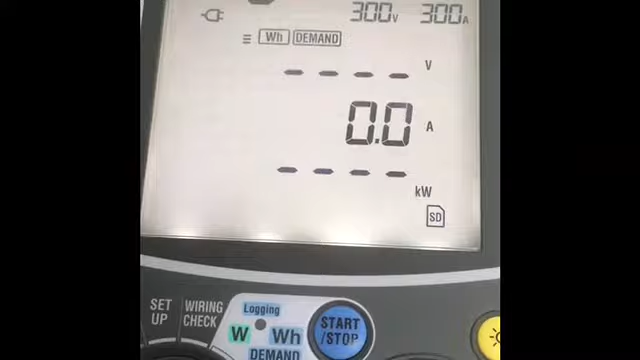 300V 300A
Wh DEMAND
---- V
0.0 A
---- kW
SD
SET UP
WIRING CHECK
Logging
W Wh
DEMAND
START /STOP